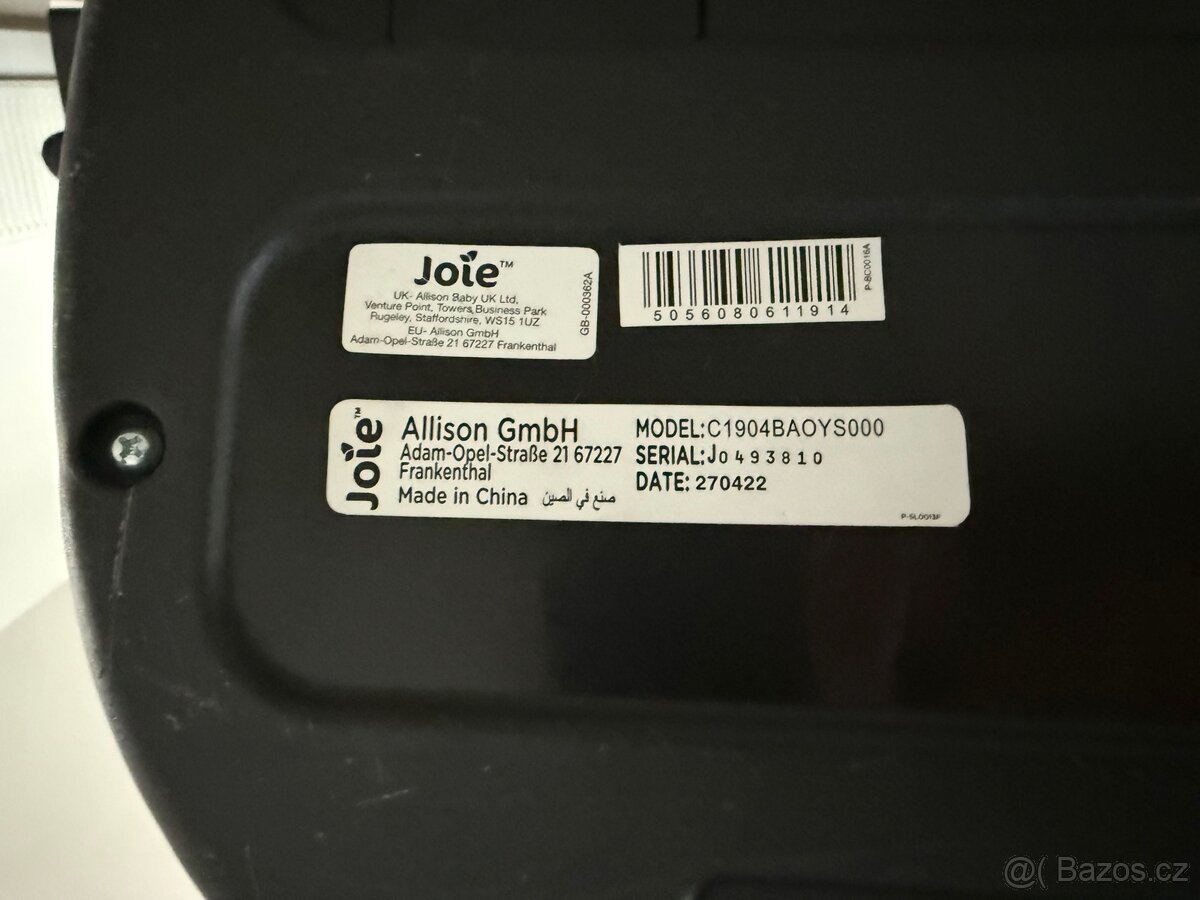 Joie™
UK- Allison Baby UK Ltd.
Venture Point, Towers Business Park
Rugeley, Staffordshire, WS15 1UZ
EU- Allison GmbH
Adam-Opel-Straße 21 67227 Frankenthal
GB-000362A
5056080611914
P-BC0016A
Joie™
Allison GmbH
Adam-Opel-Straße 21 67227
Frankenthal
Made in China صنع في الصين
MODEL:C1904BAOYS000
SERIAL:J0493810
DATE: 270422
P-SL0013F
@( Bazos.cz